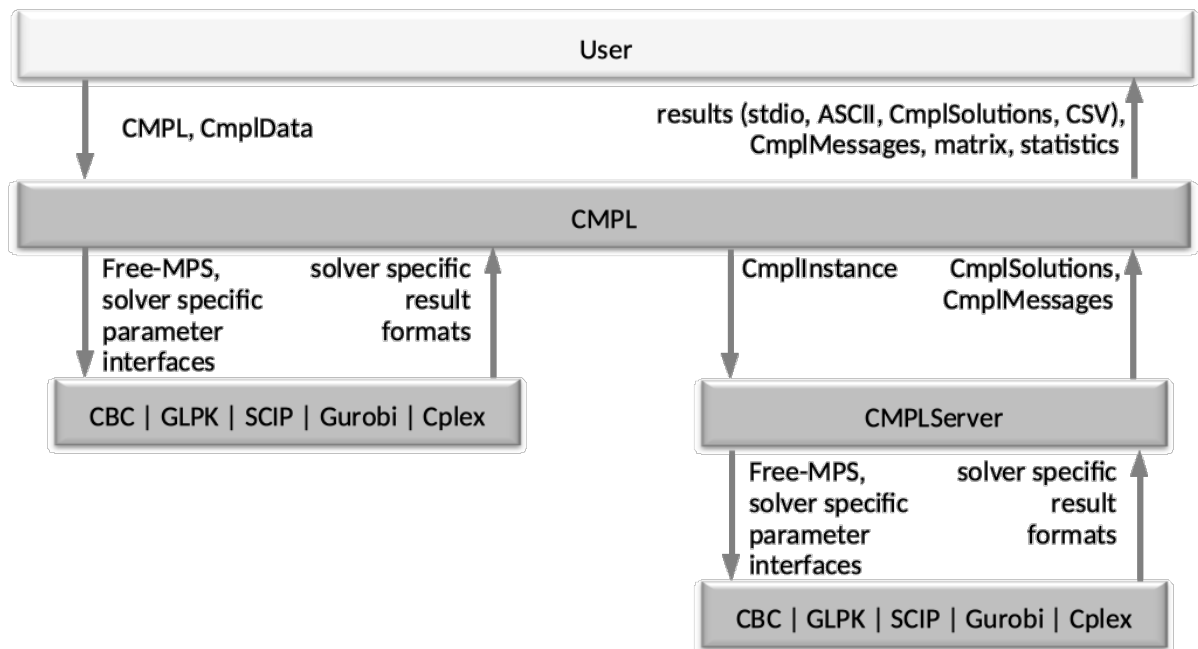 User
CMPL, CmplData
results (stdio, ASCII, CmplSolutions, CSV),
CmplMessages, matrix, statistics
CMPL
Free-MPS,
solver specific
parameter
interfaces
solver specific
result
formats
CmplInstance
CmplSolutions,
CmplMessages
CBC | GLPK | SCIP | Gurobi | Cplex
CMPLServer
Free-MPS,
solver specific
parameter
interfaces
solver specific
result
formats
CBC | GLPK | SCIP | Gurobi | Cplex